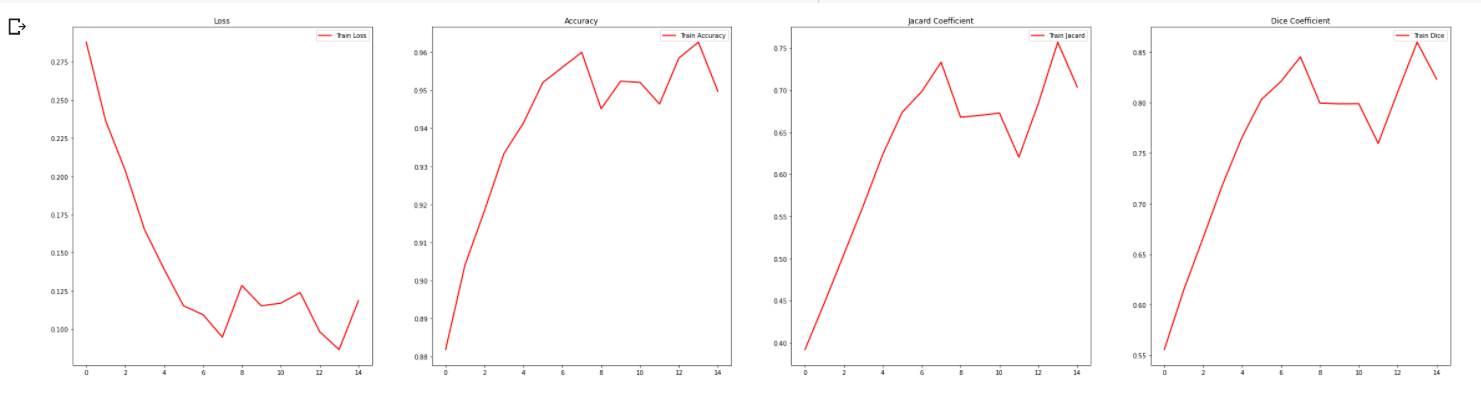 Loss
Train Loss
0.275
0.250
0.225
0.200
0.175
0.150
0.125
0.100
0 2 4 6 8 10 12 14
Accuracy
Train Accuracy
0.96
0.95
0.94
0.93
0.92
0.91
0.90
0.89
0.88
0 2 4 6 8 10 12 14
Jacard Coefficient
Train Jacard
0.75
0.70
0.65
0.60
0.55
0.50
0.45
0.40
0 2 4 6 8 10 12 14
Dice Coefficient
Train Dice
0.85
0.80
0.75
0.70
0.65
0.60
0.55
0 2 4 6 8 10 12 14